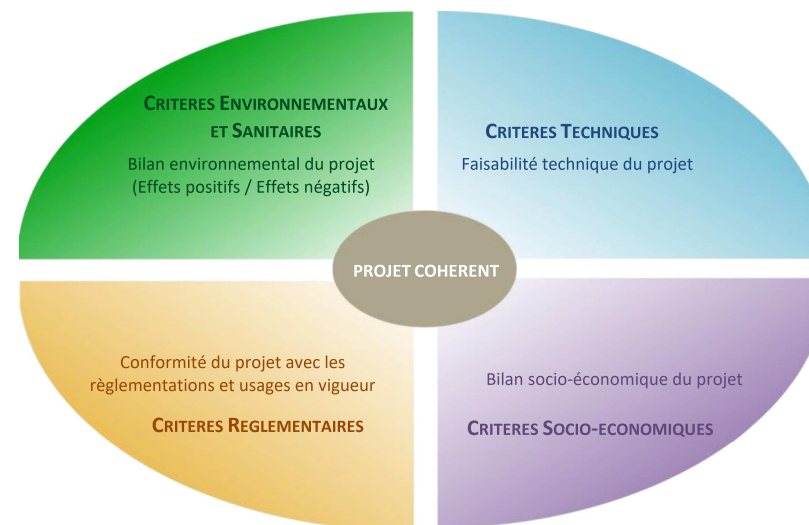 CRITERES ENVIRONNEMENTAUX
ET SANITAIRES
Bilan environnemental du projet
(Effets positifs / Effets négatifs)
CRITERES TECHNIQUES
Faisabilité technique du projet
PROJET COHERENT
Conformité du projet avec les
règlementations et usages en vigueur
CRITERES REGLEMENTAIRES
Bilan socio-économique du projet
CRITERES SOCIO-ECONOMIQUES